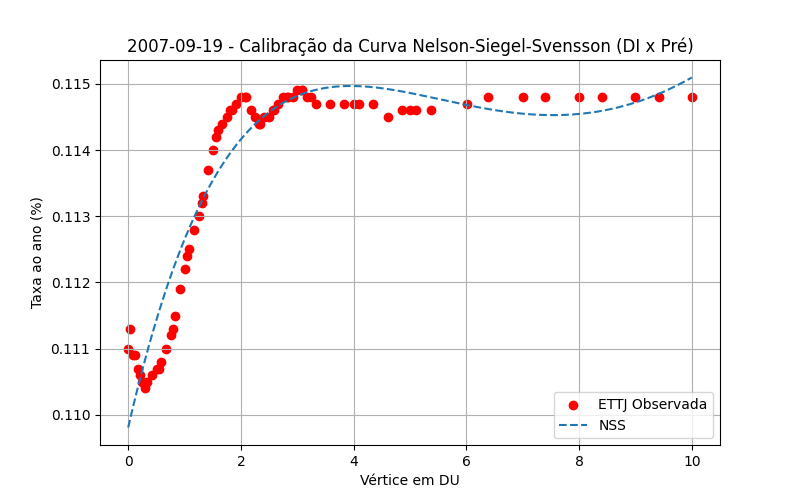 2007-09-19 - Calibração da Curva Nelson-Siegel-Svensson (DI x Pré)
Taxa ao ano (%)
0.115
0.114
0.113
0.112
0.111
0.110
0 2 4 6 8 10
Vértice em DU
ETTJ Observada
NSS